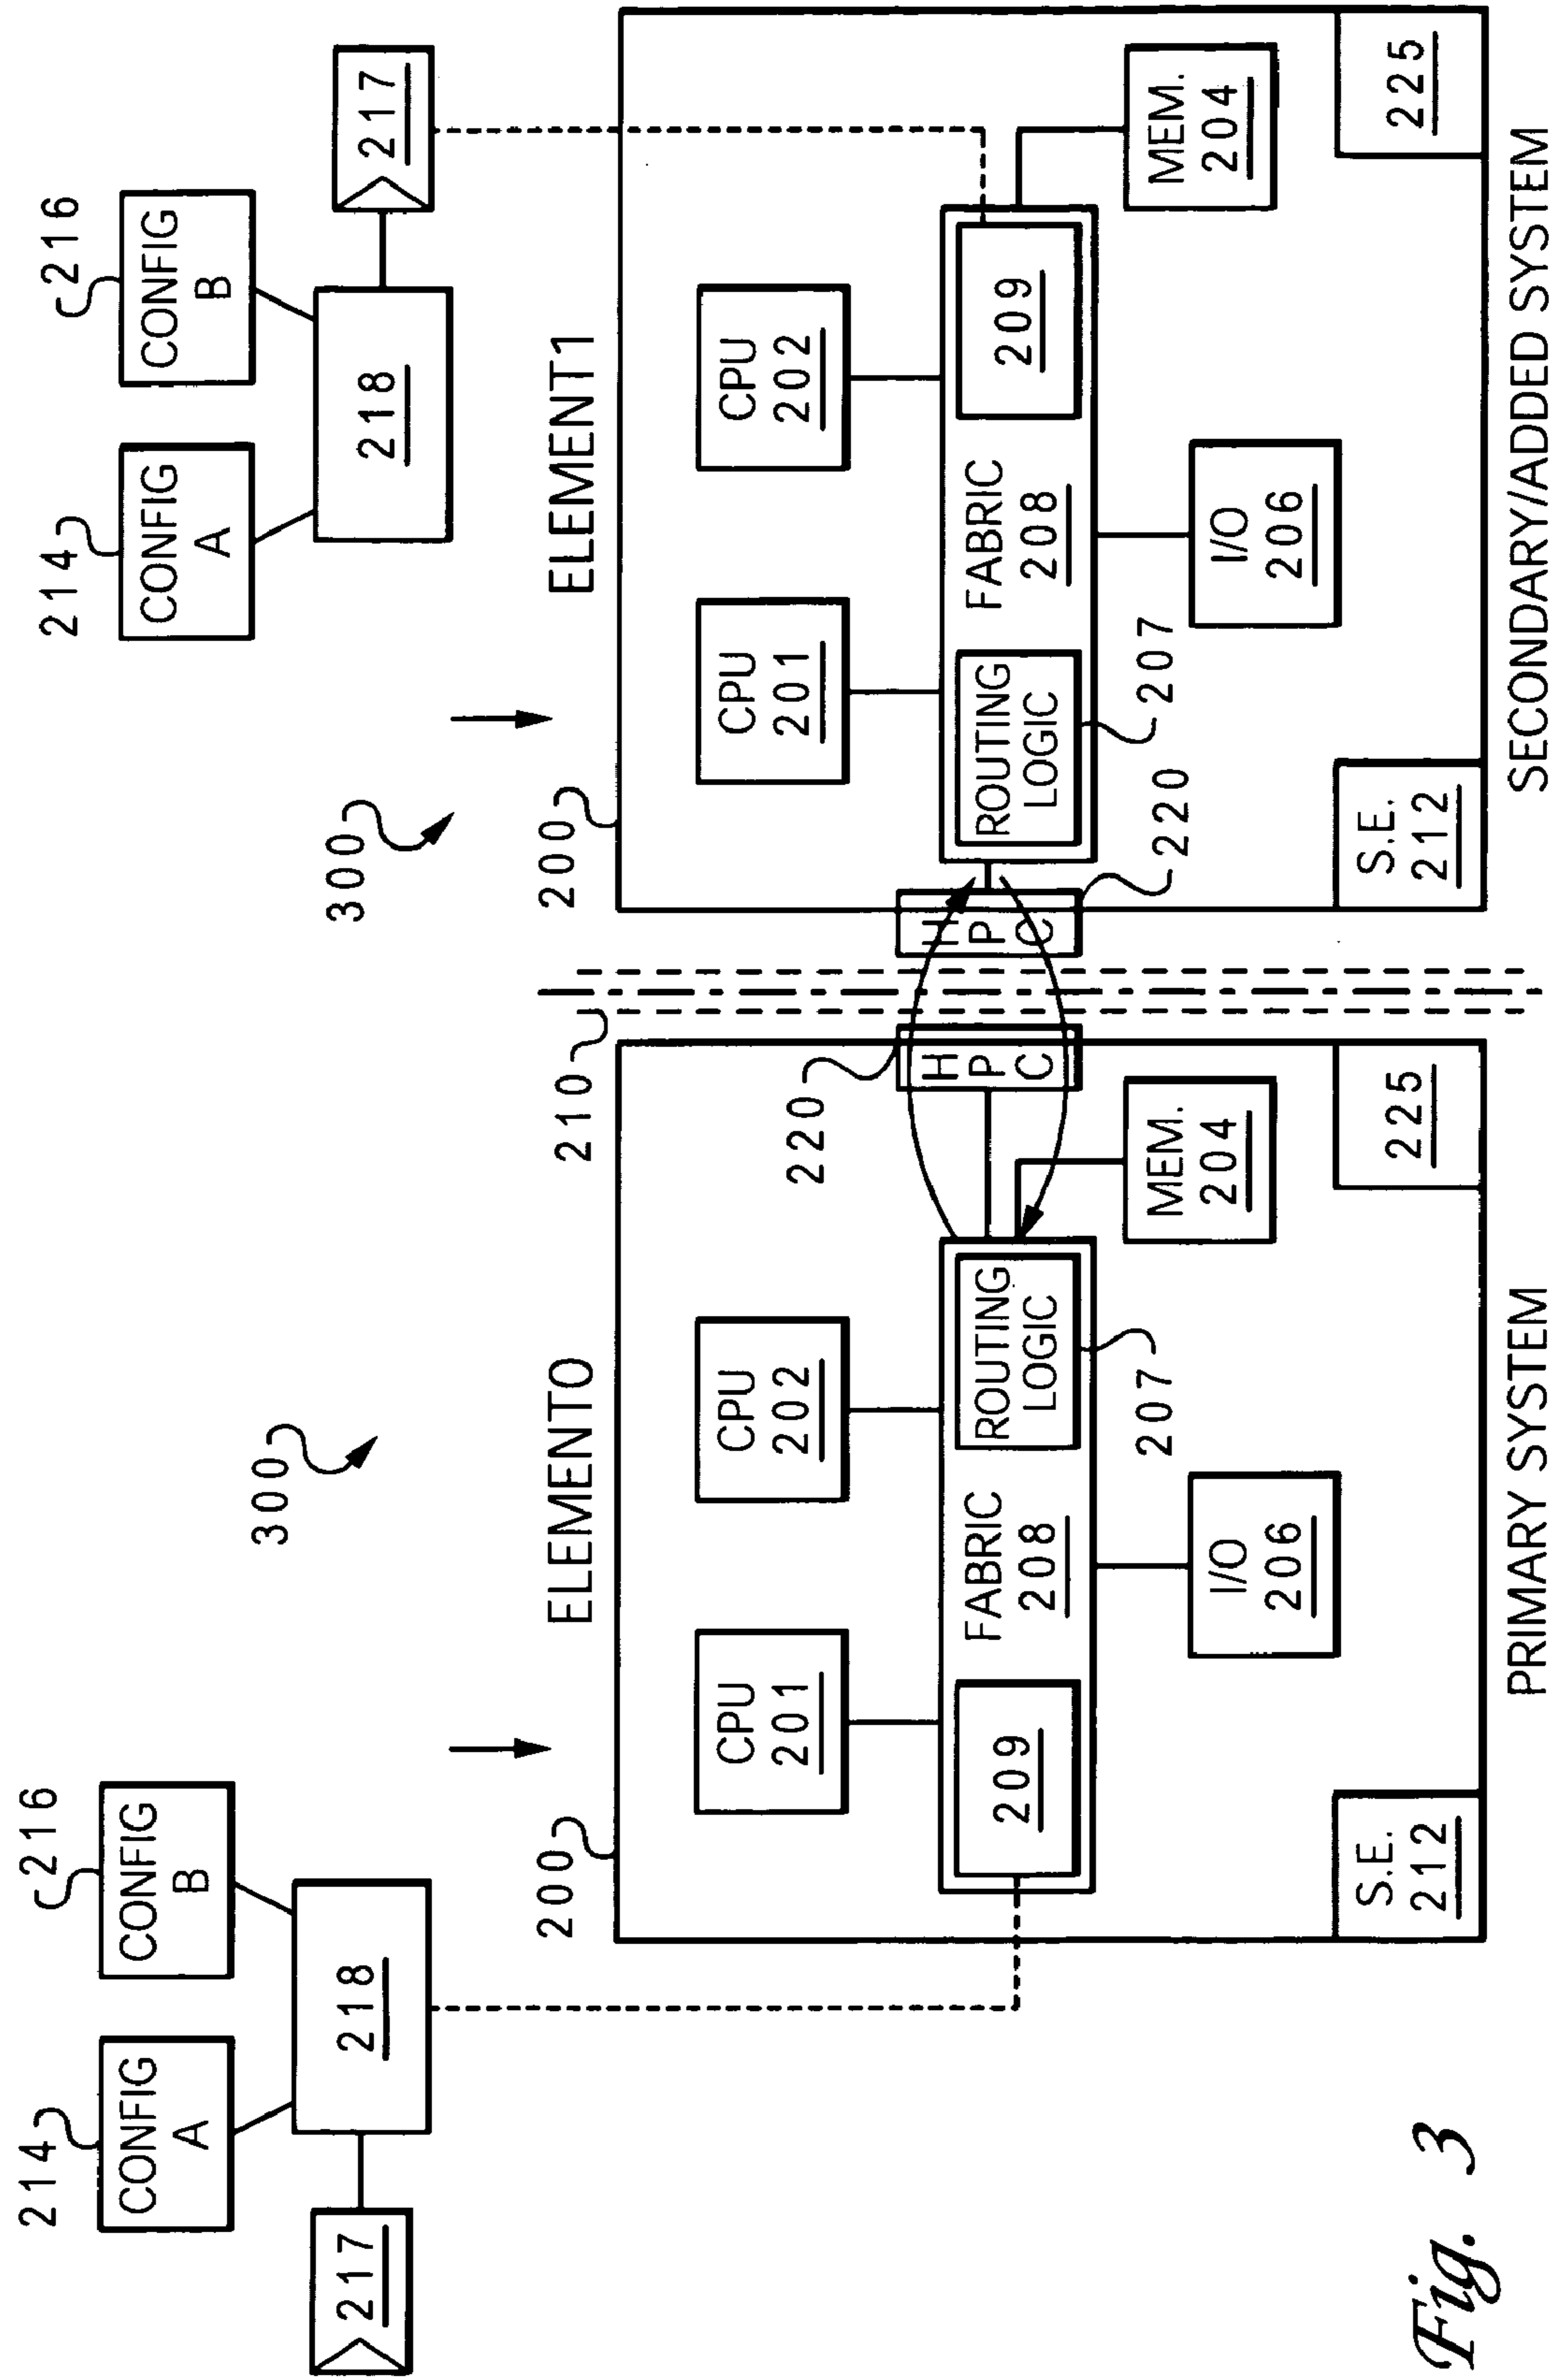 214
216
CONFIG
A
CONFIG
B
217
218
300
200
ELEMENTO
CPU
201
CPU
202
209
FABRIC
208
ROUTING
LOGIC
207
I/O
206
MEM.
204
S.E.
212
225
PRIMARY SYSTEM
210
220
H
P
C
214
216
CONFIG
A
CONFIG
B
218
217
300
200
ELEMENT1
H
P
C
220
CPU
201
CPU
202
ROUTING
LOGIC
207
FABRIC
208
209
I/O
206
MEM.
204
S.E.
212
225
SECONDARY/ADDED SYSTEM
Fig. 3